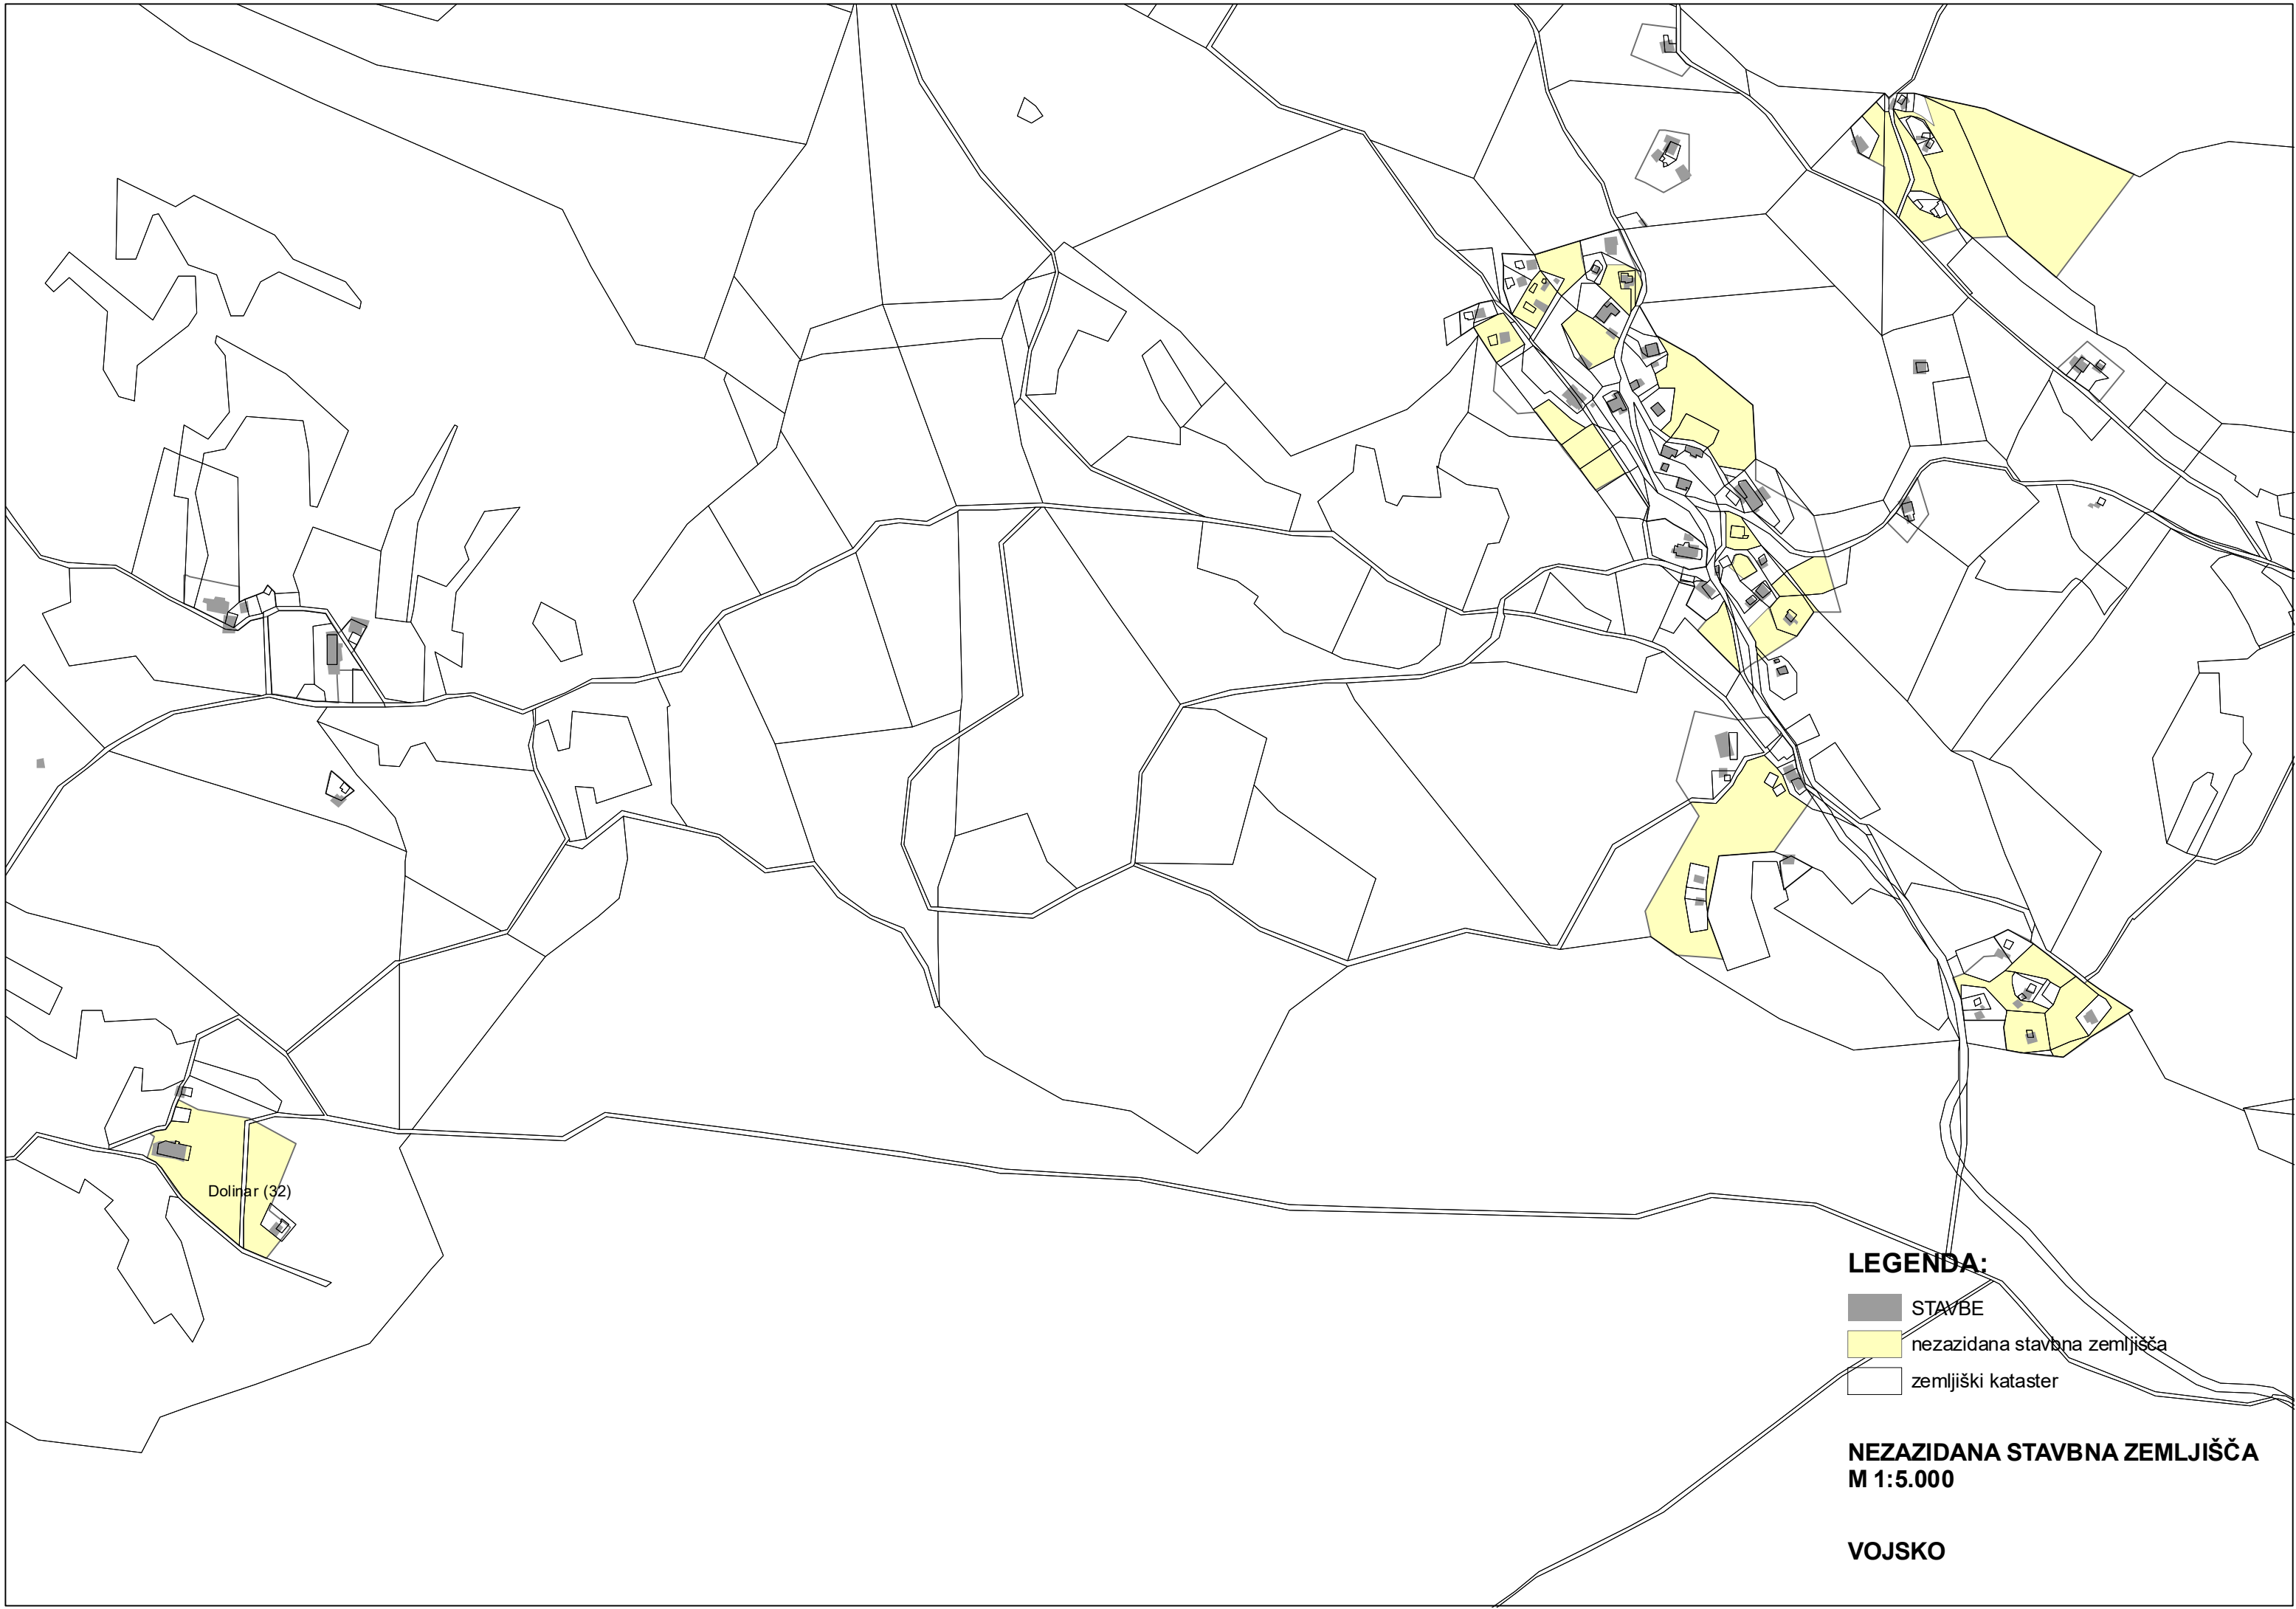 Dolinar (32)
LEGENDA:
STAVBE
nezazidana stavbna zemljišča
zemljiški kataster
NEZAZIDANA STAVBNA ZEMLJIŠČA
M 1:5.000
VOJSKO